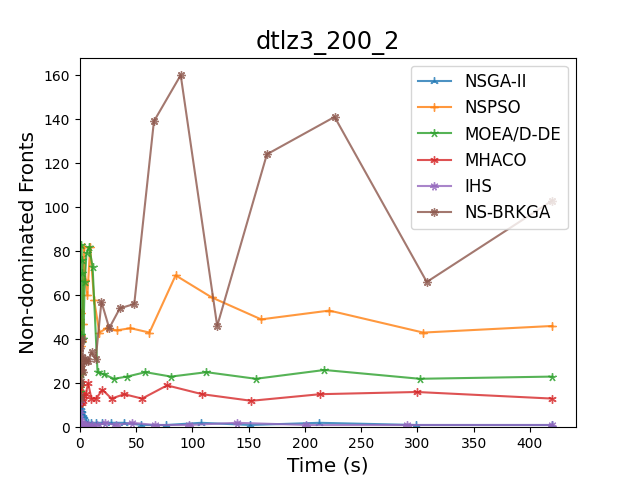 dtlz3_200_2
Non-dominated Fronts
160
140
120
100
80
60
40
20
0
NSGA-II
NSPSO
MOEA/D-DE
MHACO
IHS
NS-BRKGA
0 50 100 150 200 250 300 350 400
Time (s)